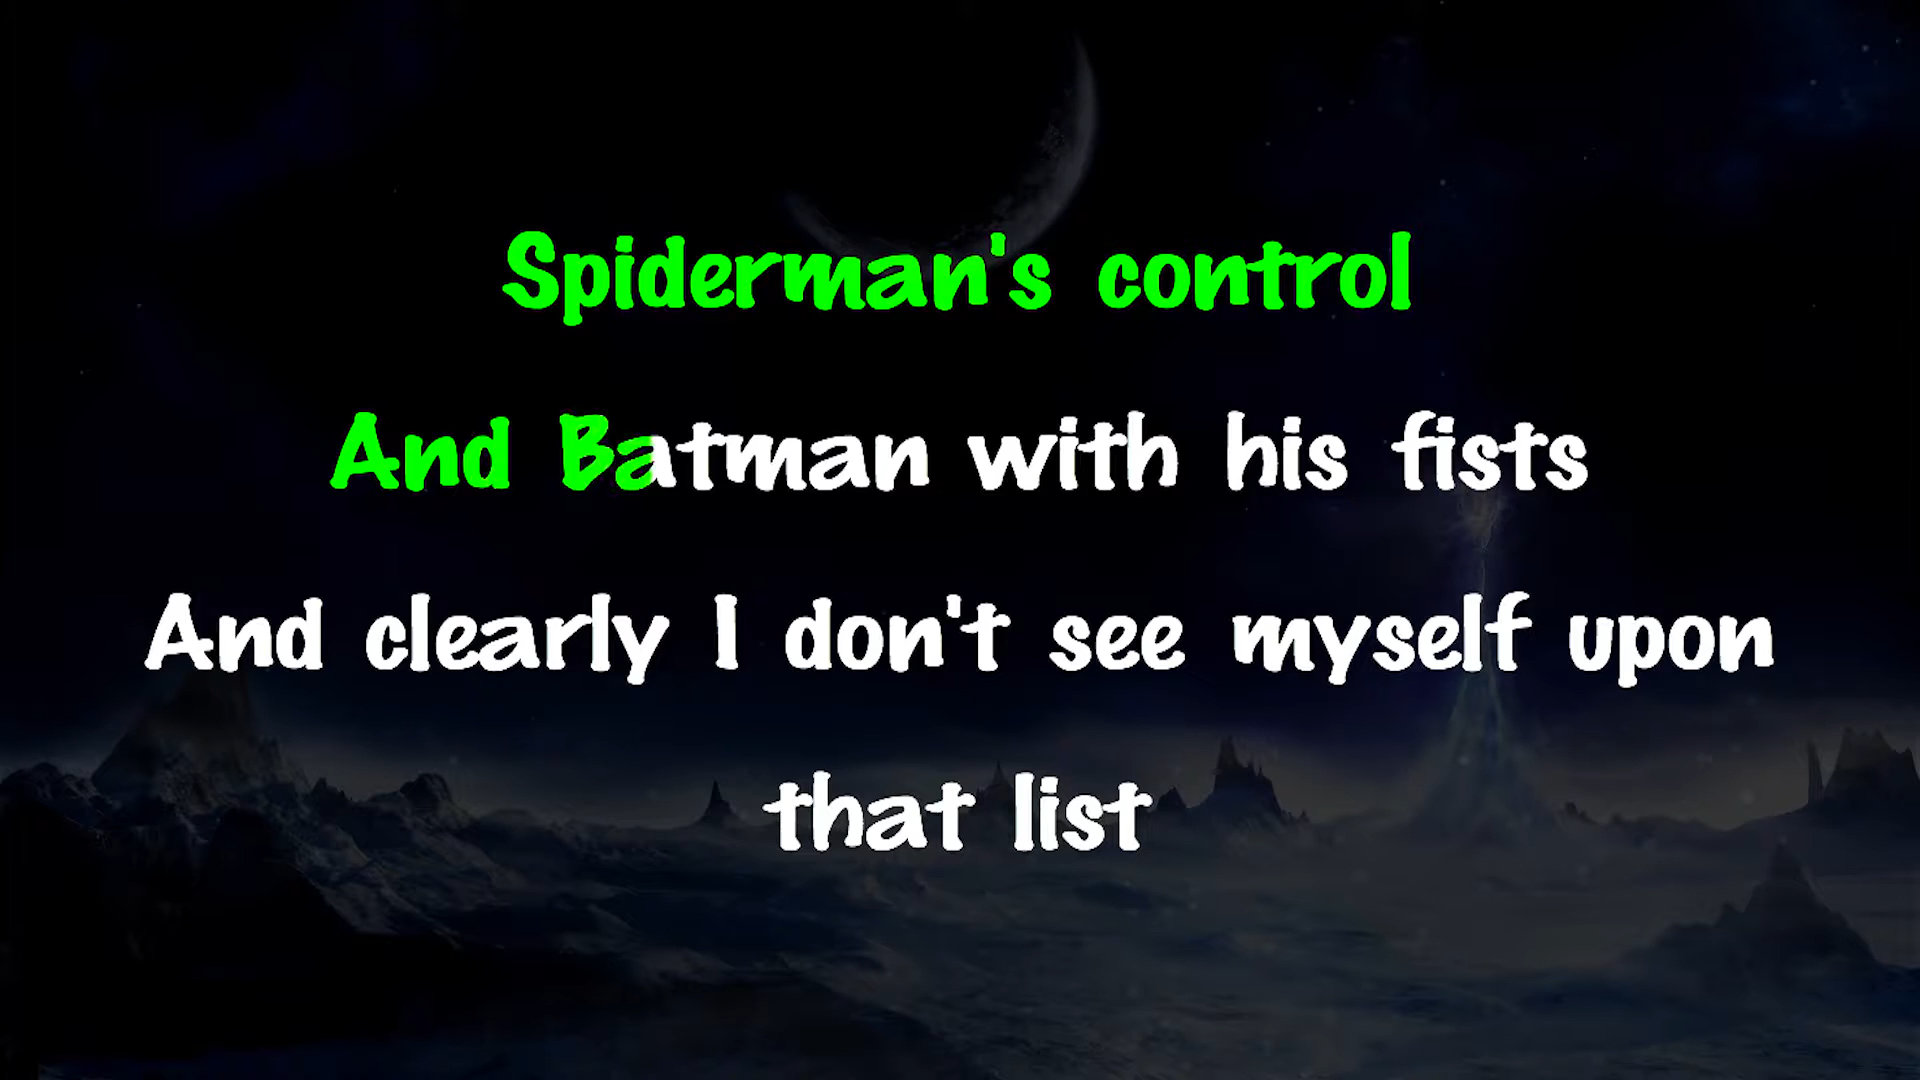 Spiderman's control
And Batman with his fists
And clearly I don't see myself upon
that list